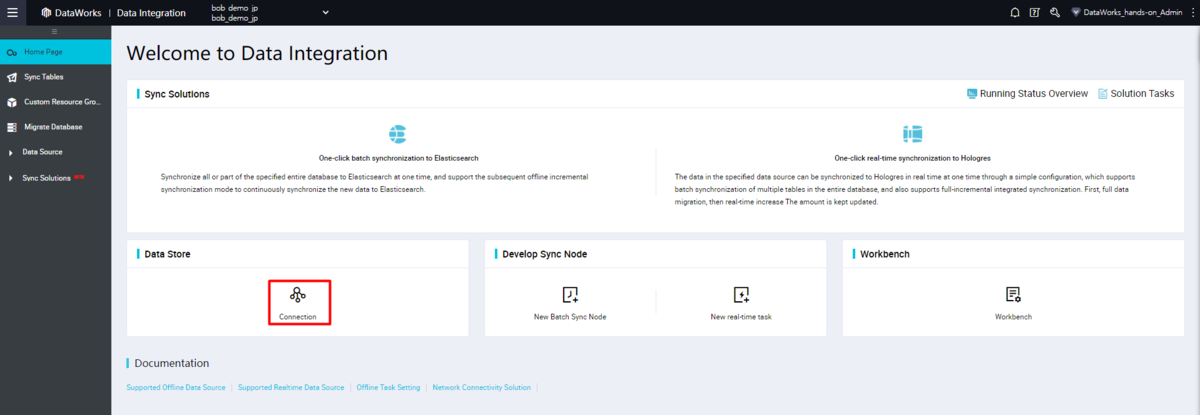 DataWorks | Data Integration
bob_demo_jp
bob_demo_jp
DataWorks_hands-on_Admin
Home Page
Sync Tables
Custom Resource Gro...
Migrate Database
Data Source
Sync Solutions
Welcome to Data Integration
Sync Solutions
Running Status Overview
Solution Tasks
One-click batch synchronization to Elasticsearch
Synchronize all or part of the specified entire database to Elasticsearch at one time, and support the subsequent offline incremental
synchronization mode to continuously synchronize the new data to Elasticsearch.
One-click real-time synchronization to Hologres
The data in the specified data source can be synchronized to Hologres in real time at one time through a simple configuration, which supports
batch synchronization of multiple tables in the entire database, and also supports full-incremental integrated synchronization. First, full data
migration, then real-time increase The amount is kept updated.
Data Store
Connection
Develop Sync Node
New Batch Sync Node
New real-time task
Workbench
Workbench
Documentation
Supported Offline Data Source | Supported Realtime Data Source | Offline Task Setting | Network Connectivity Solution |